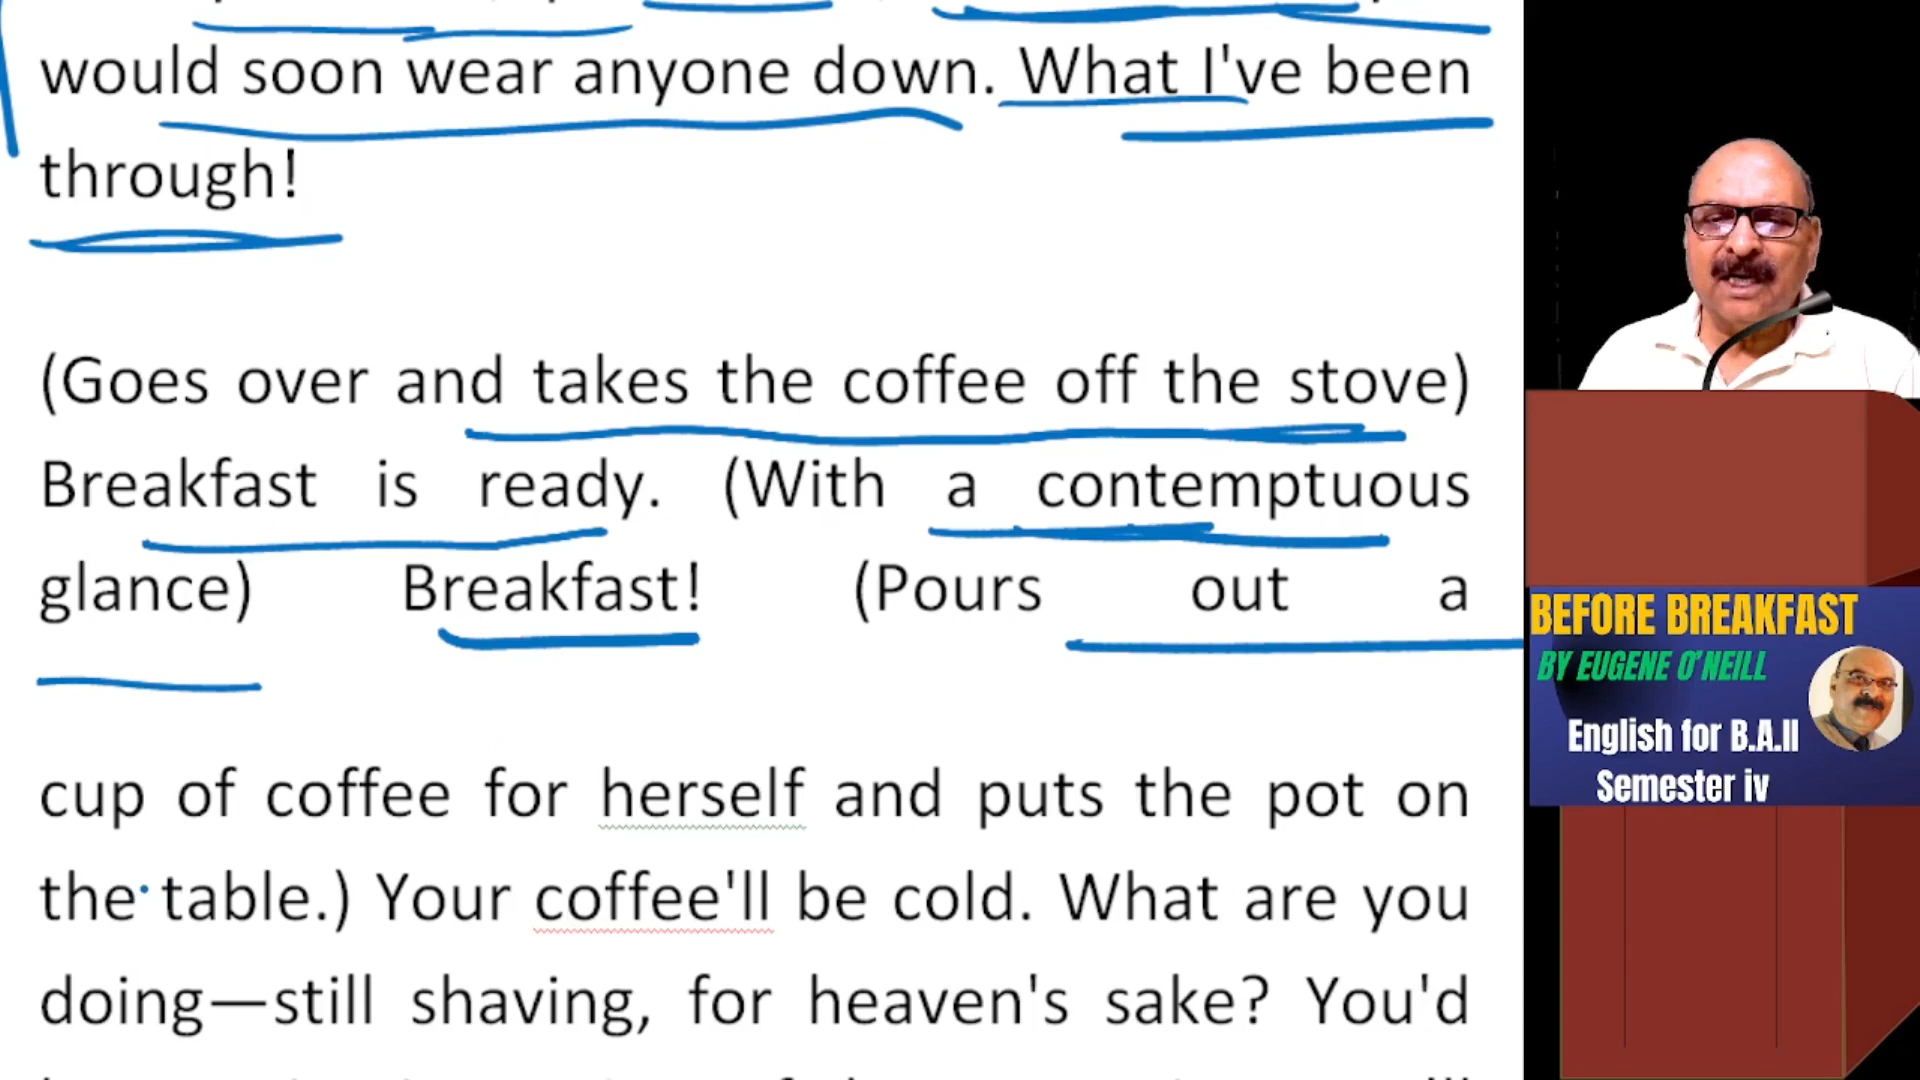 would soon wear anyone down. What I've been
through!
(Goes over and takes the coffee off the stove)
Breakfast is ready. (With a contemptuous
glance) Breakfast! (Pours out a
cup of coffee for herself and puts the pot on
the table.) Your coffee'll be cold. What are you
doing—still shaving, for heaven's sake? You'd
BEFORE BREAKFAST
BY EUGENE O'NEILL
English for B.A.II
Semester iv